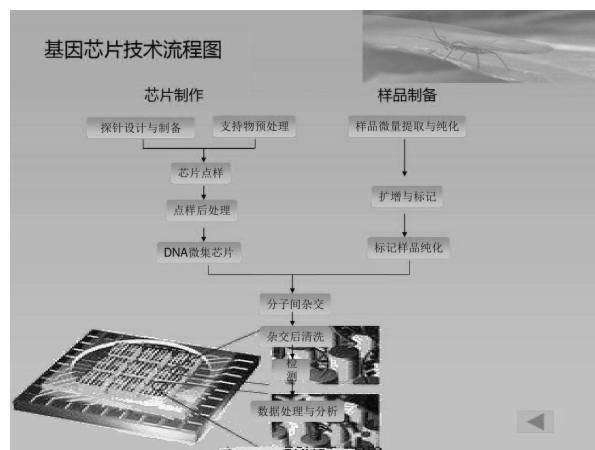 基因芯片技术流程图
芯片制作
样品制备
探针设计与制备
支持物预处理
样品微量提取与纯化
芯片点样
扩增与标记
点样后处理
DNA微集芯片
标记样品纯化
分子间杂交
杂交后清洗
检
测
数据处理与分析